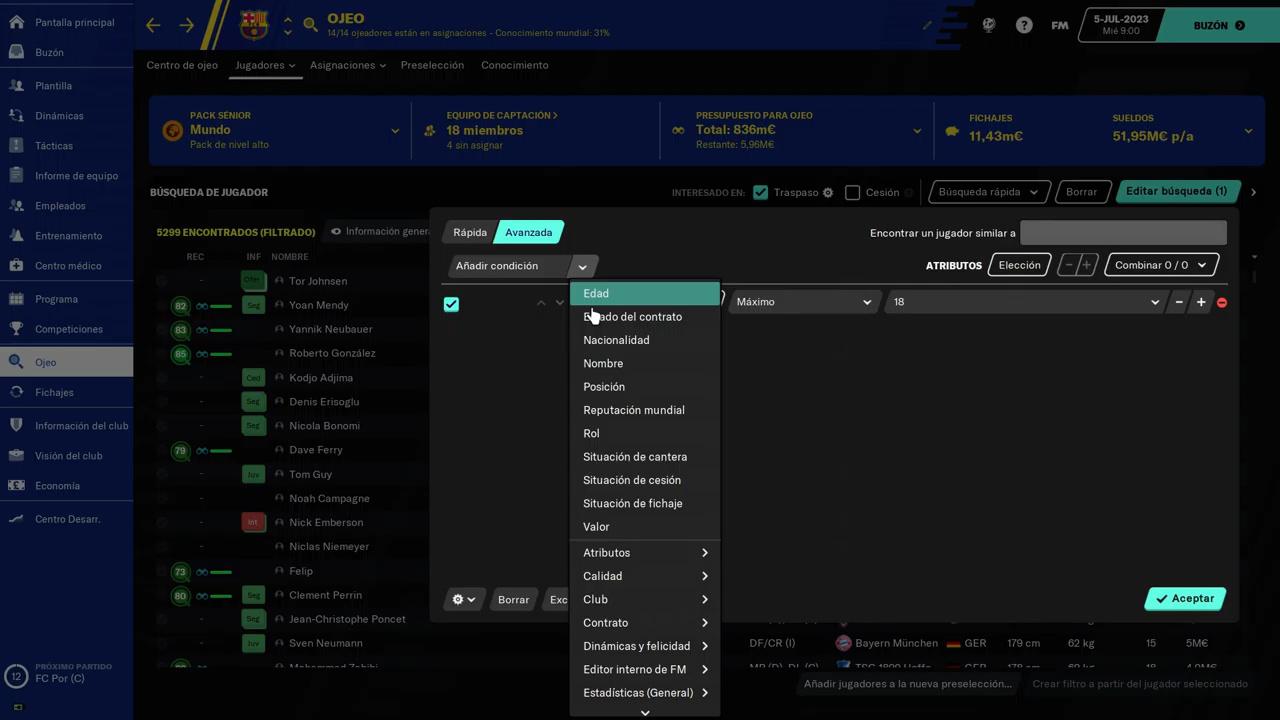 Pantalla principal
Buzón
Plantilla
Dinámicas
Tácticas
Informe de equipo
Empleados
Entrenamiento
Centro médico
Programa
Competiciones
Ojeo
Fichajes
Información del club
Visión del club
Economía
Centro Desarr.
12
PRÓXIMO PARTIDO
FC Por (C)
OJEO
14/14 ojeadores están en asignaciones - Conocimiento mundial: 31%
FM
5-JUL-2023
Mié 9:00
BUZÓN
Centro de ojeo
Jugadores
Asignaciones
Preselección
Conocimiento
PACK SÉNIOR
Mundo
Pack de nivel alto
EQUIPO DE CAPTACIÓN >
18 miembros
4 sin asignar
PRESUPUESTO PARA OJEO
Total: 836m€
Restante: 5,96M€
FICHAJES
11,43m€
SUELDOS
51,95M€ p/a
BÚSQUEDA DE JUGADOR
INTERESADO EN:
Traspaso
Cesión
Búsqueda rápida
Borrar
Editar búsqueda (1)
5299 ENCONTRADOS (FILTRADO)
Información genera
REC INF NOMBRE
- Tor Johnsen
82 - Seg Yoan Mendy
83 - Yannik Neubauer
85 - Roberto González
- Ced Kodjo Adjima
- Seg Denis Erisoglu
- Seg Nicola Bonomi
79 - Dave Ferry
- Juv Tom Guy
- Noah Campagne
- Int Nick Emberson
- Niclas Niemeyer
73 - Felip
80 - Seg Clement Perrin
- Seg Jean-Christophe Poncet
- Juv Sven Neumann
Rápida
Avanzada
Encontrar un jugador similar a
Añadir condición
ATRIBUTOS
Elección
Combinar 0 / 0
Máximo
18
Edad
Estado del contrato
Nacionalidad
Nombre
Posición
Reputación mundial
Rol
Situación de cantera
Situación de cesión
Situación de fichaje
Valor
Atributos
Calidad
Club
Contrato
Dinámicas y felicidad
Editor interno de FM
Estadísticas (General)
Borrar
Exc
Aceptar
DF/CR (I) Bayern München GER 179 cm 62 kg 15 5M€
Añadir jugadores a la nueva preselección...
Crear filtro a partir del jugador seleccionado